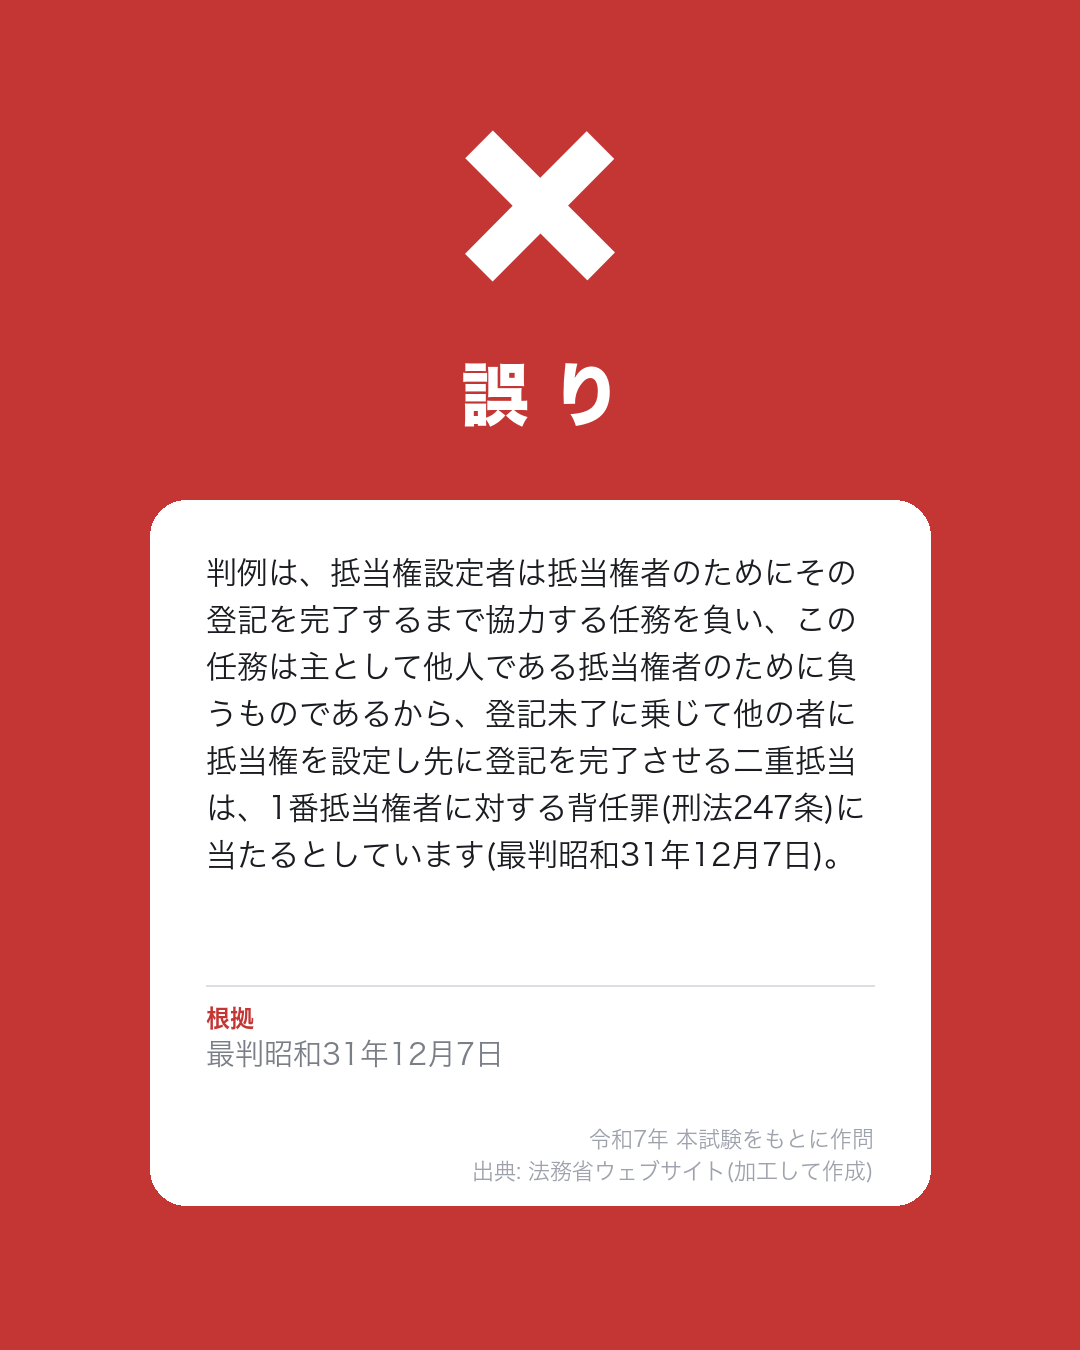 誤り
判例は、抵当権設定者は抵当権者のためにその
登記を完了するまで協力する任務を負い、この
任務は主として他人である抵当権者のために負
うものであるから、登記未了に乗じて他の者に
抵当権を設定し先に登記を完了させる二重抵当
は、1番抵当権者に対する背任罪(刑法247条)に
当たるとしています(最判昭和31年12月7日)。
根拠
最判昭和31年12月7日
令和7年 本試験をもとに作問
出典: 法務省ウェブサイト(加工して作成)